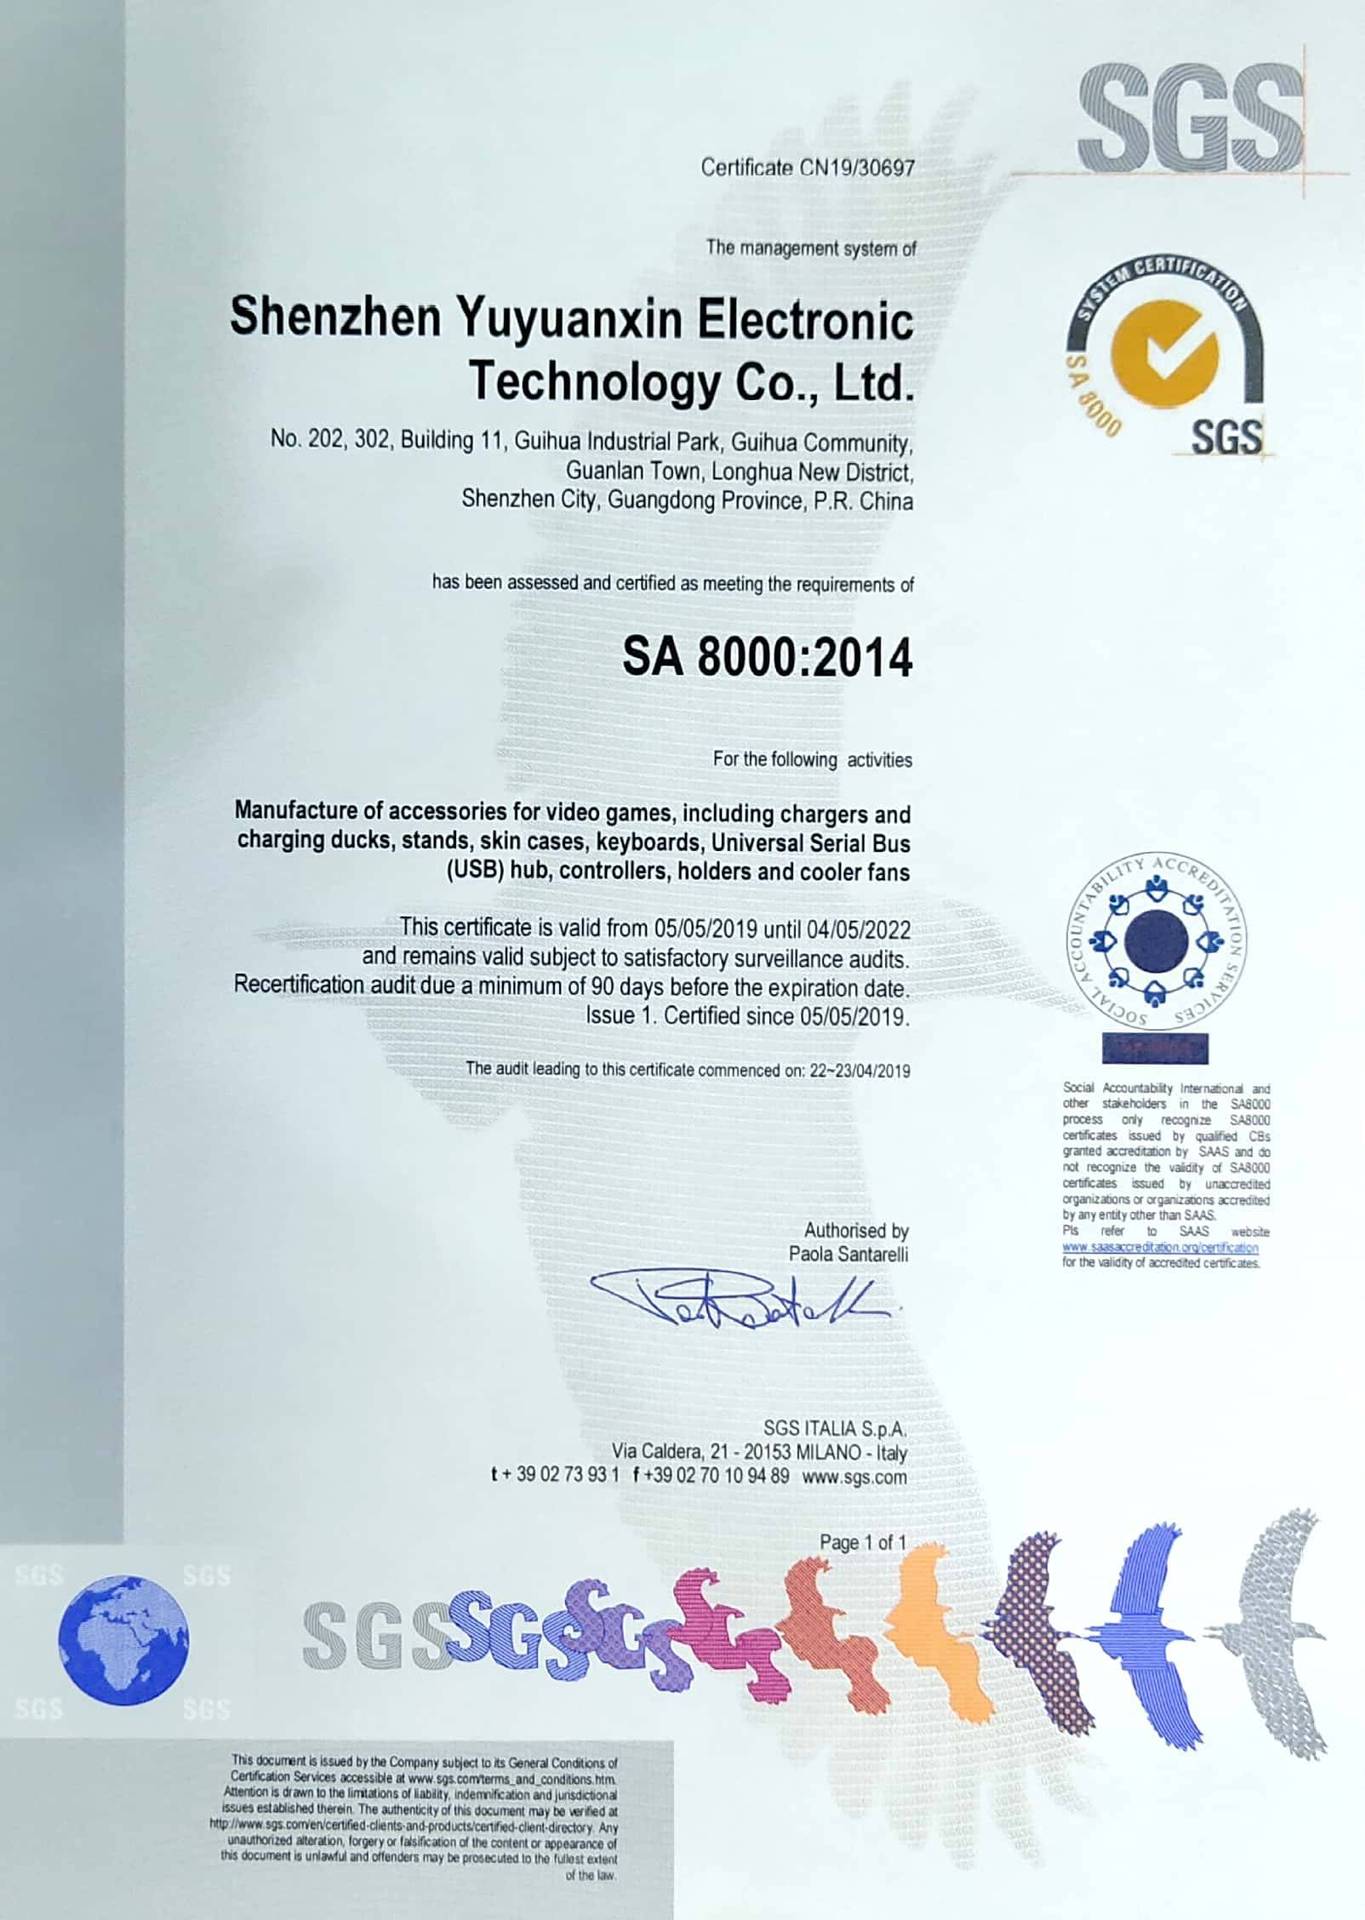 SGS
Certificate CN19/30697
The management system of
Shenzhen Yuyuanxin Electronic
Technology Co., Ltd.
No. 202, 302, Building 11, Guihua Industrial Park, Guihua Community,
Guanlan Town, Longhua New District,
Shenzhen City, Guangdong Province, P.R. China
SYSTEM CERTIFICATION
SA 8000
SGS
has been assessed and certified as meeting the requirements of
SA 8000:2014
For the following activities
Manufacture of accessories for video games, including chargers and
charging ducks, stands, skin cases, keyboards, Universal Serial Bus
(USB) hub, controllers, holders and cooler fans
This certificate is valid from 05/05/2019 until 04/05/2022
and remains valid subject to satisfactory surveillance audits.
Recertification audit due a minimum of 90 days before the expiration date.
Issue 1. Certified since 05/05/2019.
The audit leading to this certificate commenced on: 22~23/04/2019
SOCIAL ACCOUNTABILITY ACCREDITATION SERVICES
Social Accountability International and
other stakeholders in the SA8000
process only recognize SA8000
certificates issued by qualified CBs
granted accreditation by SAAS and do
not recognize the validity of SA8000
certificates issued by unaccredited
organizations or organizations accredited
by any entity other than SAAS.
Pls refer to SAAS website
www.saasaccreditation.org/certification
for the validity of accredited certificates.
Authorised by
Paola Santarelli
SGS ITALIA S.p.A.
Via Caldera, 21 - 20153 MILANO - Italy
t + 39 02 73 93 1 f +39 02 70 10 94 89 www.sgs.com
Page 1 of 1
SGS SGS
SGS SGS SGS
SGS SGS
This document is issued by the Company subject to its General Conditions of
Certification Services accessible at www.sgs.com/terms_and_conditions.htm.
Attention is drawn to the limitations of liability, indemnification and jurisdictional
issues established therein. The authenticity of this document may be verified at
http://www.sgs.com/en/certified-clients-and-products/certified-client-directory. Any
unauthorized alteration, forgery or falsification of the content or appearance of
this document is unlawful and offenders may be prosecuted to the fullest extent
of the law.